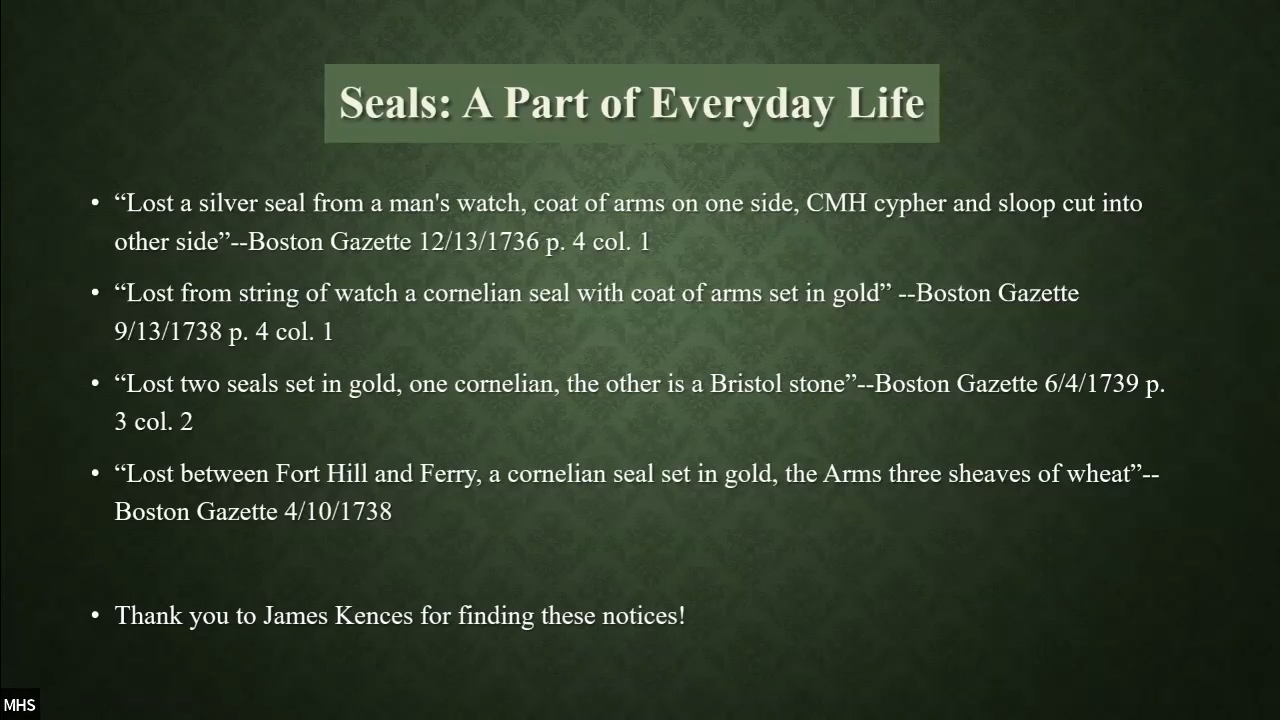 Seals: A Part of Everyday Life
• “Lost a silver seal from a man's watch, coat of arms on one side, CMH cypher and sloop cut into
other side”--Boston Gazette 12/13/1736 p. 4 col. 1
• “Lost from string of watch a cornelian seal with coat of arms set in gold” --Boston Gazette
9/13/1738 p. 4 col. 1
• “Lost two seals set in gold, one cornelian, the other is a Bristol stone”--Boston Gazette 6/4/1739 p.
3 col. 2
• “Lost between Fort Hill and Ferry, a cornelian seal set in gold, the Arms three sheaves of wheat”--
Boston Gazette 4/10/1738
• Thank you to James Kences for finding these notices!
MHS